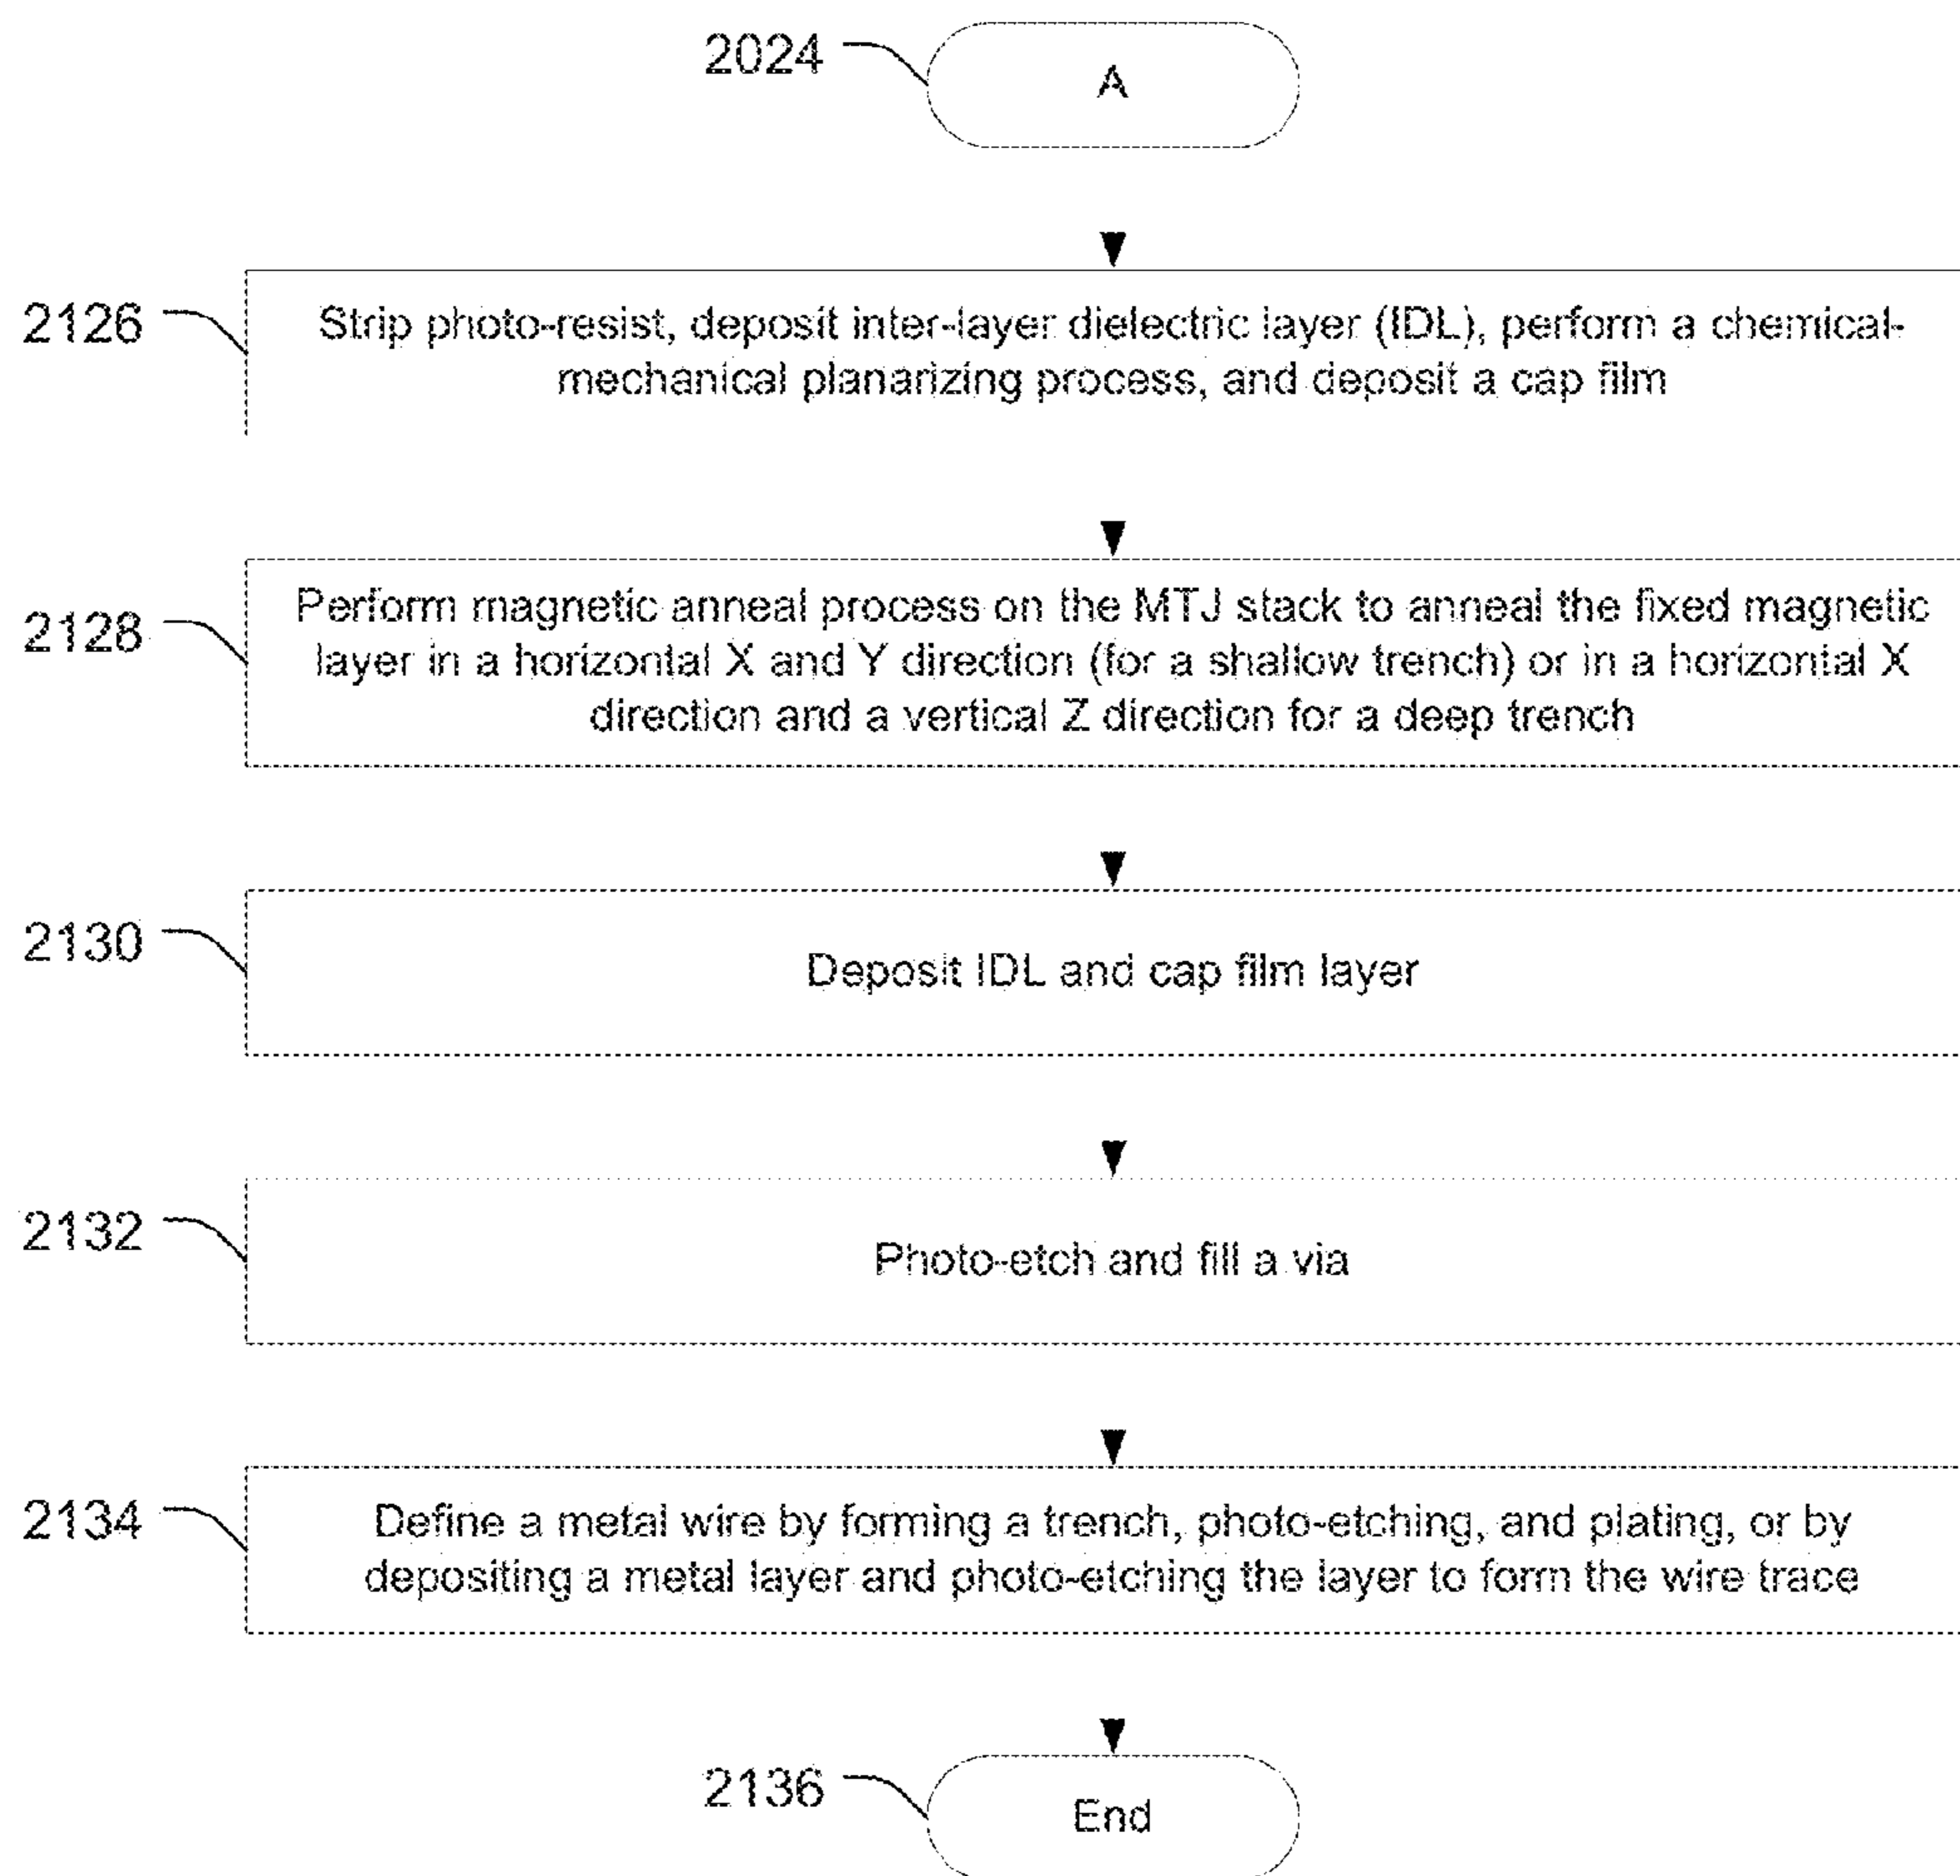 2024
A
2126
Strip photo-resist, deposit inter-layer dielectric layer (IDL), perform a chemical-
mechanical planarizing process, and deposit a cap film
2128
Perform magnetic anneal process on the MTJ stack to anneal the fixed magnetic
layer in a horizontal X and Y direction (for a shallow trench) or in a horizontal X
direction and a vertical Z direction for a deep trench
2130
Deposit IDL and cap film layer
2132
Photo-etch and fill a via
2134
Define a metal wire by forming a trench, photo-etching, and plating, or by
depositing a metal layer and photo-etching the layer to form the wire trace
2136
End